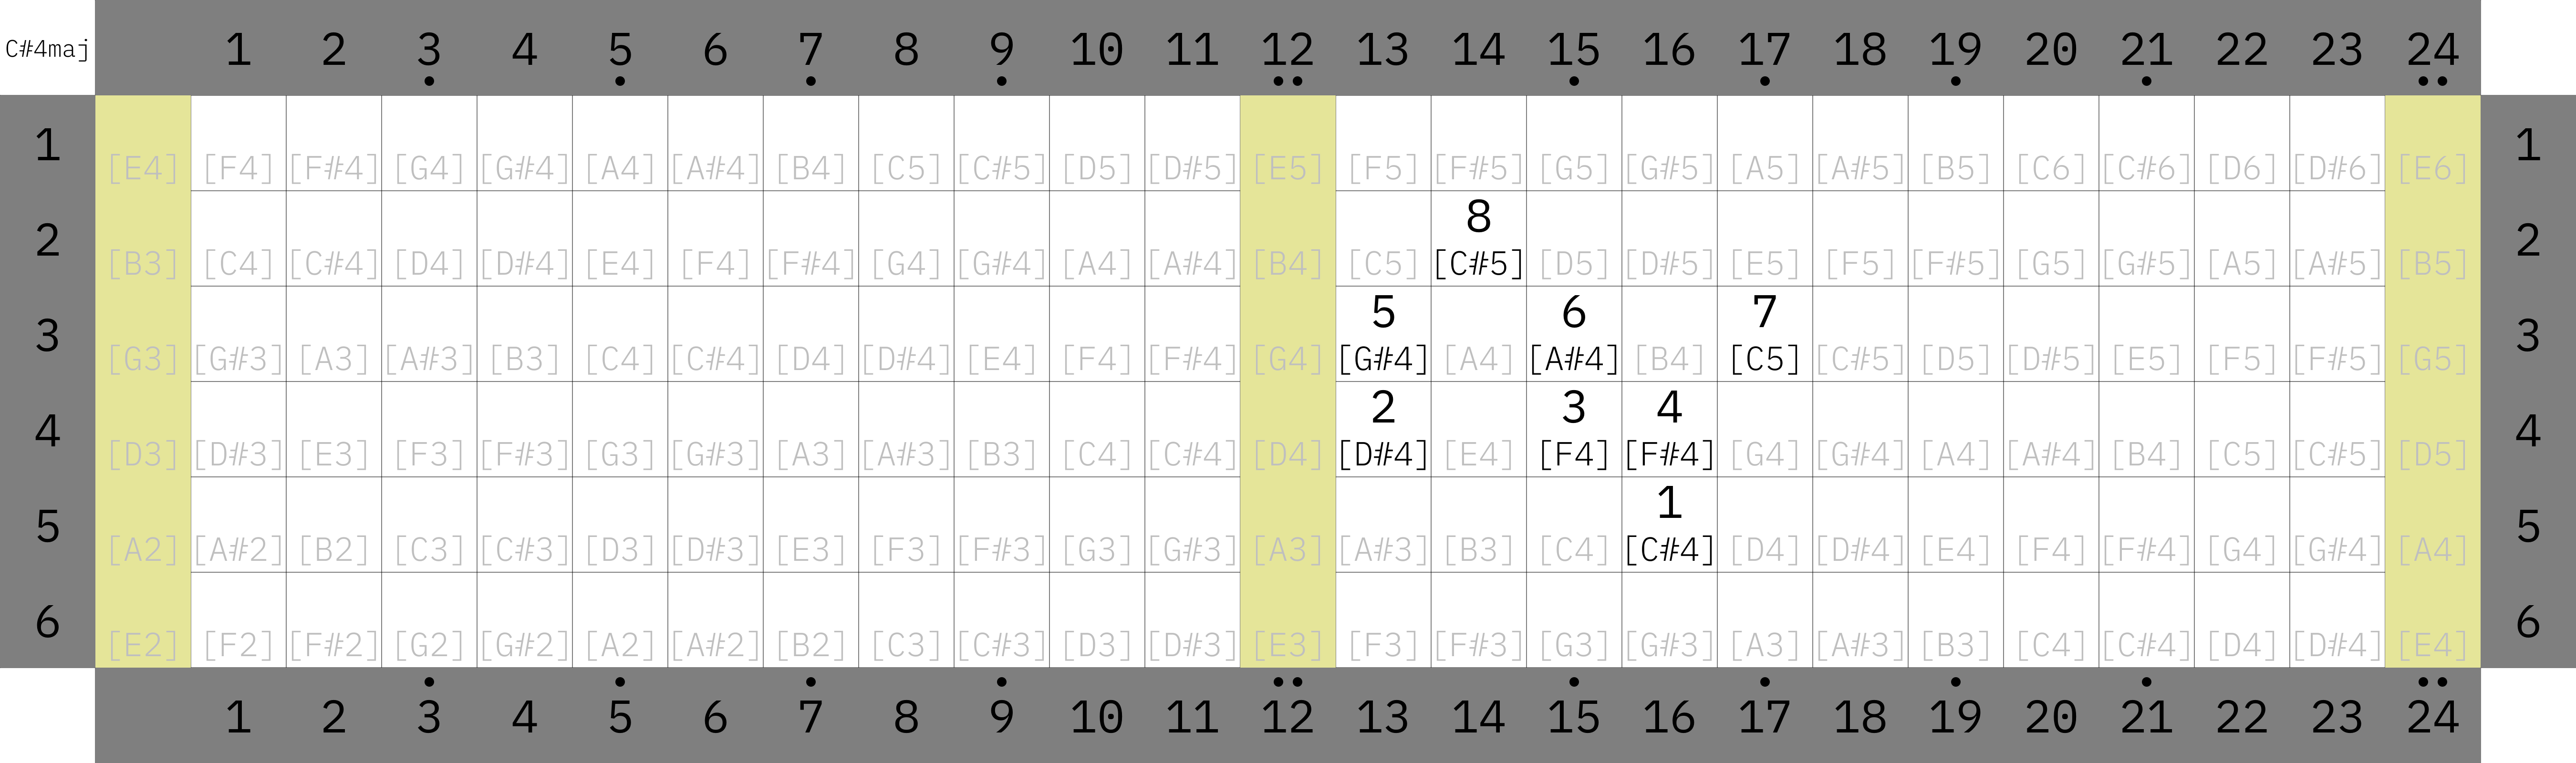 C#4maj 1 2 3 4 5 6 7 8 9 10 11 12 13 14 15 16 17 18 19 20 21 22 23 24
1 [E4] [F4] [F#4] [G4] [G#4] [A4] [A#4] [B4] [C5] [C#5] [D5] [D#5] [E5] [F5] [F#5] [G5] [G#5] [A5] [A#5] [B5] [C6] [C#6] [D6] [D#6] [E6] 1
8
2 [B3] [C4] [C#4] [D4] [D#4] [E4] [F4] [F#4] [G4] [G#4] [A4] [A#4] [B4] [C5] [C#5] [D5] [D#5] [E5] [F5] [F#5] [G5] [G#5] [A5] [A#5] [B5] 2
5 6 7
3 [G3] [G#3] [A3] [A#3] [B3] [C4] [C#4] [D4] [D#4] [E4] [F4] [F#4] [G4] [G#4] [A4] [A#4] [B4] [C5] [C#5] [D5] [D#5] [E5] [F5] [F#5] [G5] 3
2 3 4
4 [D3] [D#3] [E3] [F3] [F#3] [G3] [G#3] [A3] [A#3] [B3] [C4] [C#4] [D4] [D#4] [E4] [F4] [F#4] [G4] [G#4] [A4] [A#4] [B4] [C5] [C#5] [D5] 4
1
5 [A2] [A#2] [B2] [C3] [C#3] [D3] [D#3] [E3] [F3] [F#3] [G3] [G#3] [A3] [A#3] [B3] [C4] [C#4] [D4] [D#4] [E4] [F4] [F#4] [G4] [G#4] [A4] 5
6 [E2] [F2] [F#2] [G2] [G#2] [A2] [A#2] [B2] [C3] [C#3] [D3] [D#3] [E3] [F3] [F#3] [G3] [G#3] [A3] [A#3] [B3] [C4] [C#4] [D4] [D#4] [E4] 6
1 2 3 4 5 6 7 8 9 10 11 12 13 14 15 16 17 18 19 20 21 22 23 24